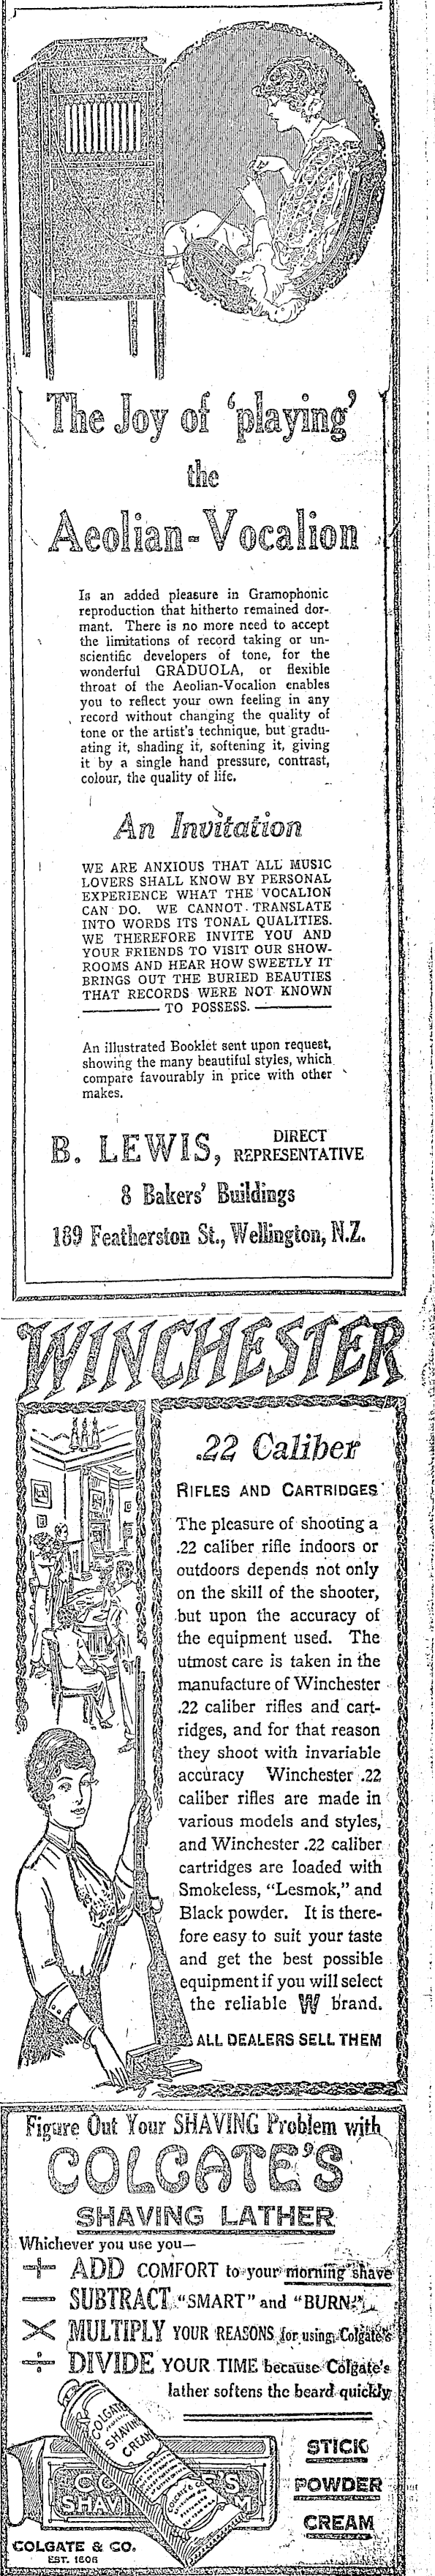 The Joy of 'playing'
the
Aeolian-Vocalion
Is an added pleasure in Gramophonic
reproduction that hitherto remained dor-
mant. There is no more need to accept
the limitations of record taking or un-
scientific developers of tone, for the
wonderful GRADUOLA, or flexible
throat of the Aeolian-Vocalion enables
you to reflect your own feeling in any
record without changing the quality of
tone or the artist's technique, but gradu-
ating it, shading it, softening it, giving
it by a single hand pressure, contrast,
colour, the quality of life.
An Invitation
WE ARE ANXIOUS THAT ALL MUSIC
LOVERS SHALL KNOW BY PERSONAL
EXPERIENCE WHAT THE VOCALION
CAN DO. WE CANNOT TRANSLATE
INTO WORDS ITS TONAL QUALITIES.
WE THEREFORE INVITE YOU AND
YOUR FRIENDS TO VISIT OUR SHOW-
ROOMS AND HEAR HOW SWEETLY IT
BRINGS OUT THE BURIED BEAUTIES
THAT RECORDS WERE NOT KNOWN
TO POSSESS.
An illustrated Booklet sent upon request,
showing the many beautiful styles, which
compare favourably in price with other
makes.
B. LEWIS, DIRECT REPRESENTATIVE
8 Bakers' Buildings
189 Featherston St., Wellington, N.Z.
WINCHESTER
.22 Caliber
RIFLES AND CARTRIDGES
The pleasure of shooting a
.22 caliber rifle indoors or
outdoors depends not only
on the skill of the shooter,
but upon the accuracy of
the equipment used. The
utmost care is taken in the
manufacture of Winchester
.22 caliber rifles and cart-
ridges, and for that reason
they shoot with invariable
accuracy Winchester .22
caliber rifles are made in
various models and styles,
and Winchester .22 caliber
cartridges are loaded with
Smokeless, "Lesmok," and
Black powder. It is there-
fore easy to suit your taste
and get the best possible
equipment if you will select
the reliable W brand.
ALL DEALERS SELL THEM
Figure Out Your SHAVING Problem with
COLGATE'S
SHAVING LATHER
Whichever you use you—
+ ADD COMFORT to your morning shave
− SUBTRACT "SMART" and "BURN"
× MULTIPLY YOUR REASONS for using Colgate's
÷ DIVIDE YOUR TIME because Colgate's
lather softens the beard quickly
COLGATE'S
SHAVING
CREAM
STICK
POWDER
CREAM
COLGATE & CO.
EST. 1806